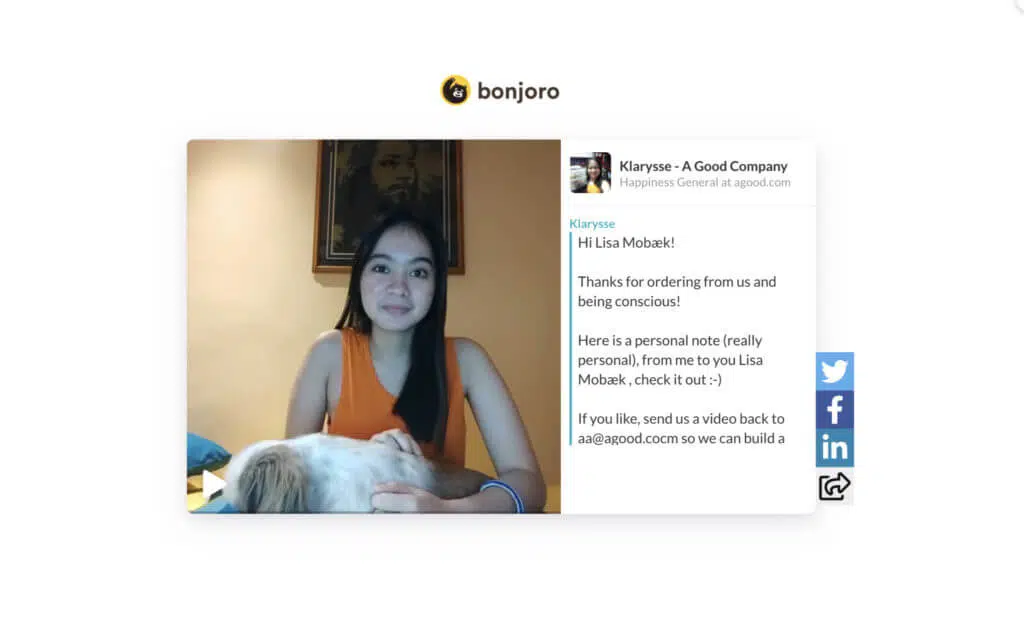 bonjoro
Klarysse - A Good Company
Happiness General at agood.com
Klarysse
Hi Lisa Mobæk!
Thanks for ordering from us and
being conscious!
Here is a personal note (really
personal), from me to you Lisa
Mobæk , check it out :-)
If you like, send us a video back to
aa@agood.cocm so we can build a